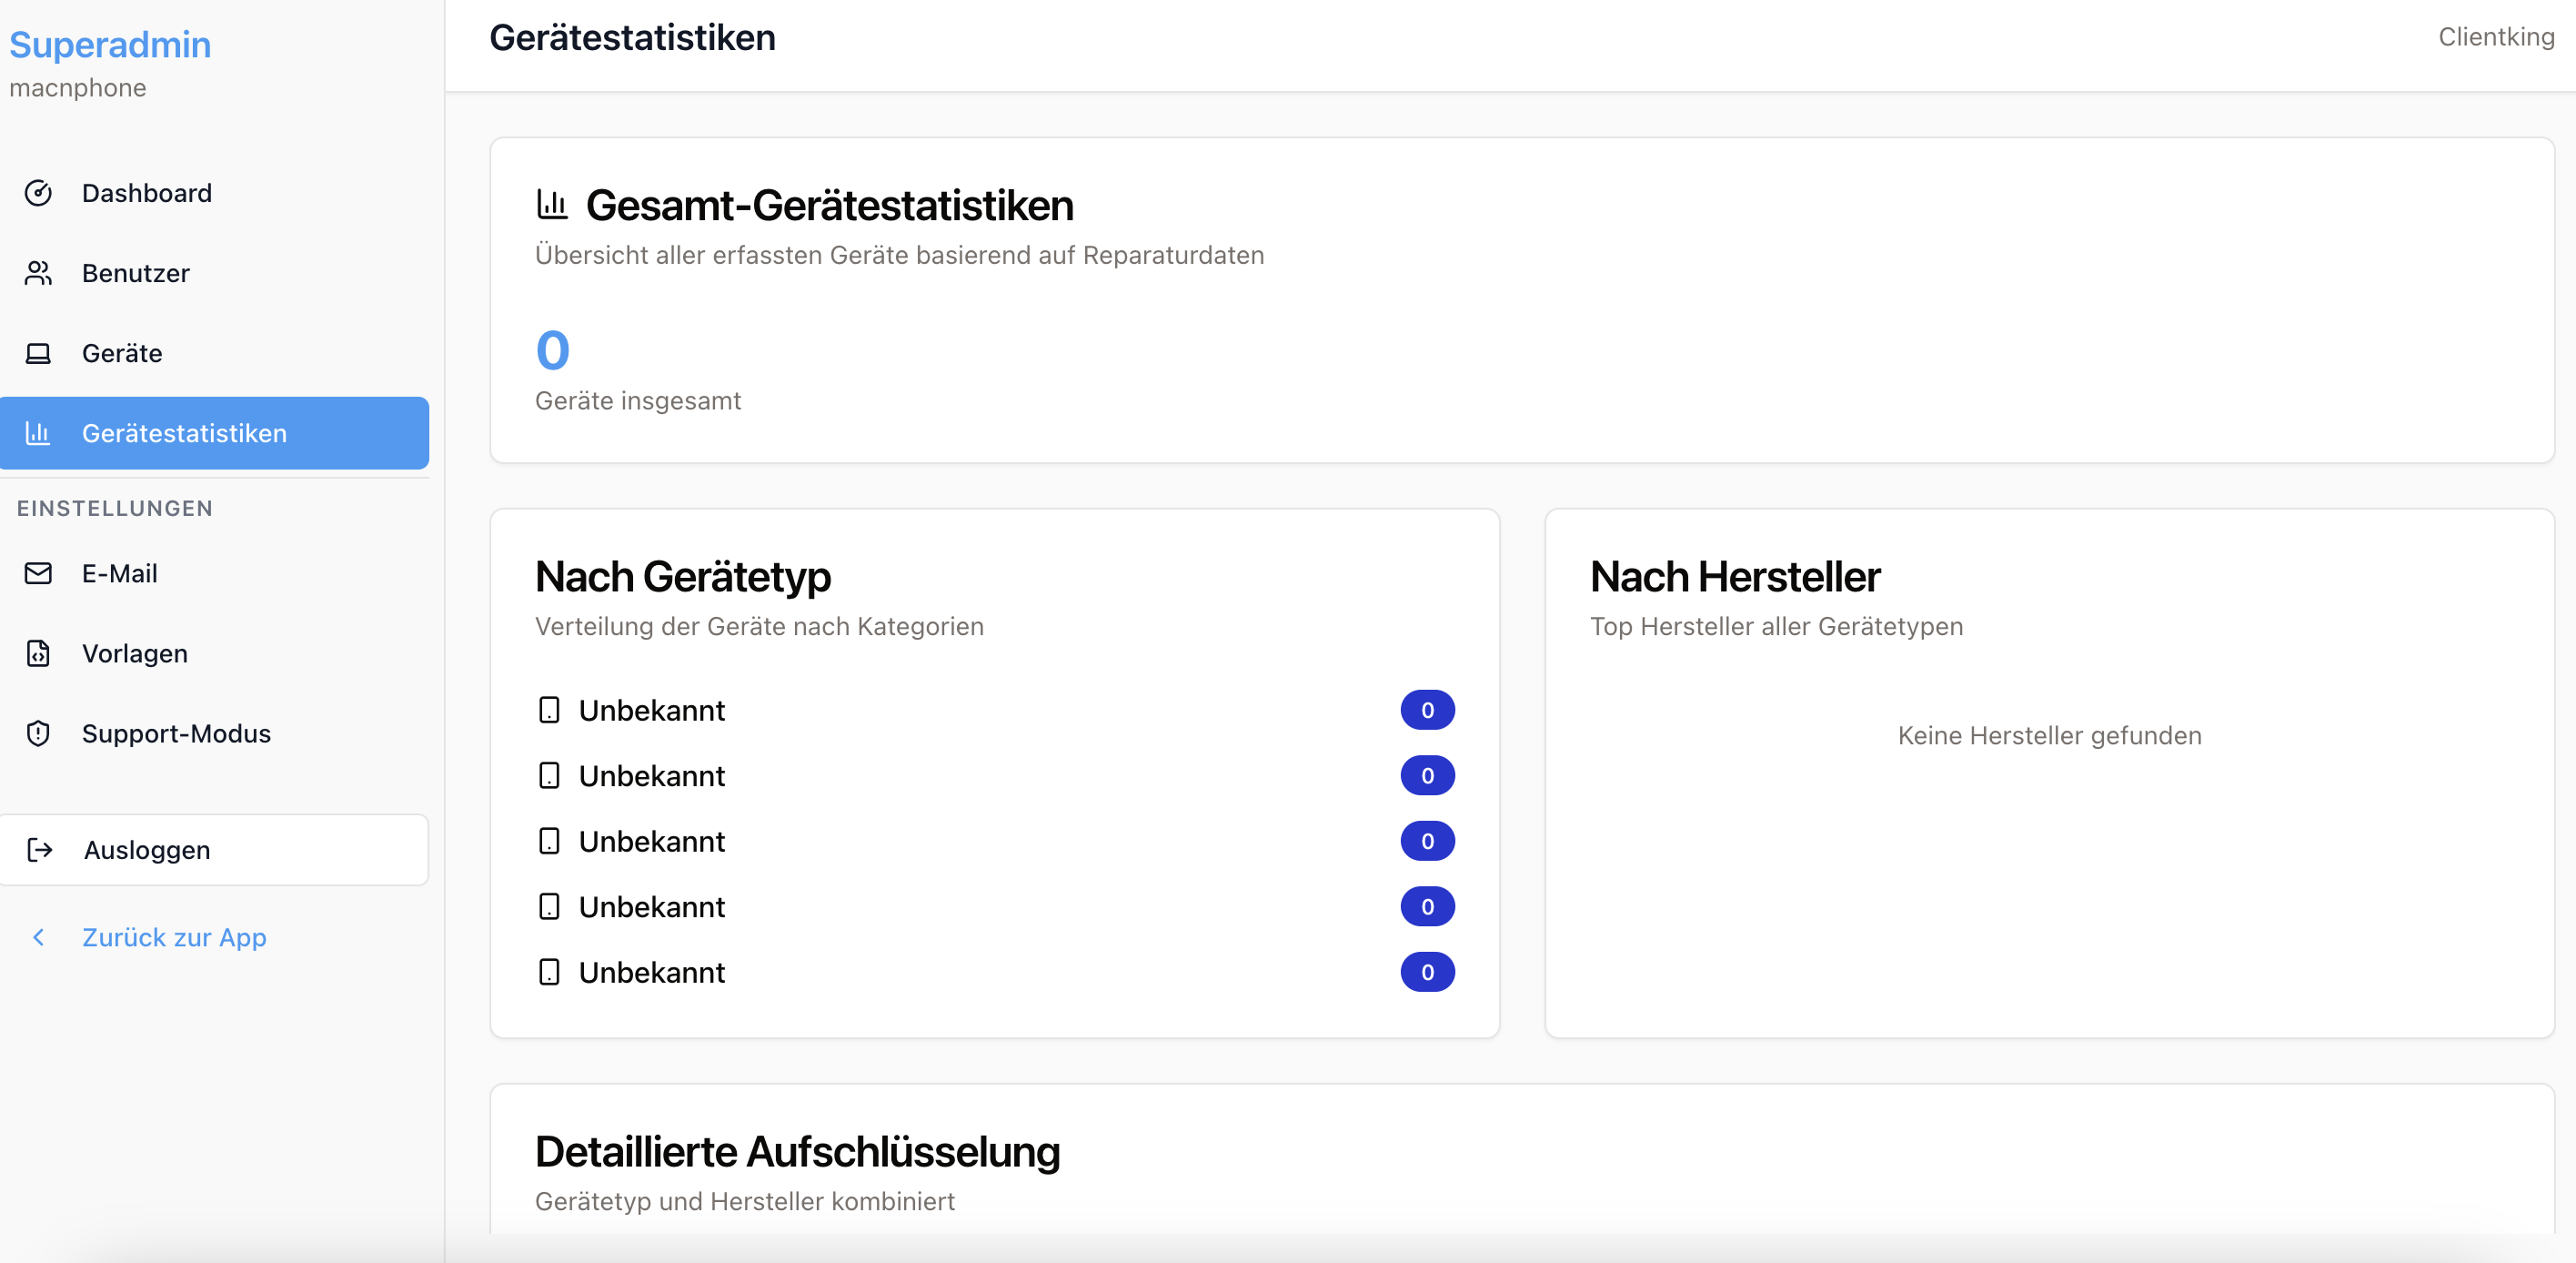 Superadmin
macnphone
Dashboard
Benutzer
Geräte
Gerätestatistiken
EINSTELLUNGEN
E-Mail
Vorlagen
Support-Modus
Ausloggen
Zurück zur App
Gerätestatistiken
Clientking
Gesamt-Gerätestatistiken
Übersicht aller erfassten Geräte basierend auf Reparaturdaten
0
Geräte insgesamt
Nach Gerätetyp
Verteilung der Geräte nach Kategorien
Unbekannt 0
Unbekannt 0
Unbekannt 0
Unbekannt 0
Unbekannt 0
Nach Hersteller
Top Hersteller aller Gerätetypen
Keine Hersteller gefunden
Detaillierte Aufschlüsselung
Gerätetyp und Hersteller kombiniert